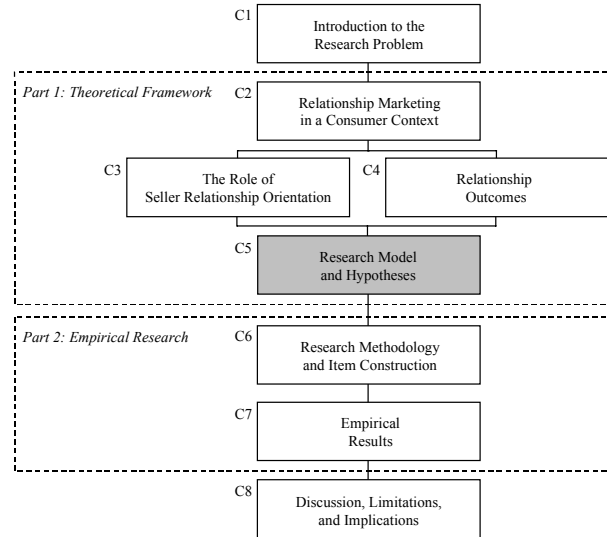 C1
Introduction to the
Research Problem
Part 1: Theoretical Framework
C2
Relationship Marketing
in a Consumer Context
C3
The Role of
Seller Relationship Orientation
C4
Relationship
Outcomes
C5
Research Model
and Hypotheses
Part 2: Empirical Research
C6
Research Methodology
and Item Construction
C7
Empirical
Results
C8
Discussion, Limitations,
and Implications